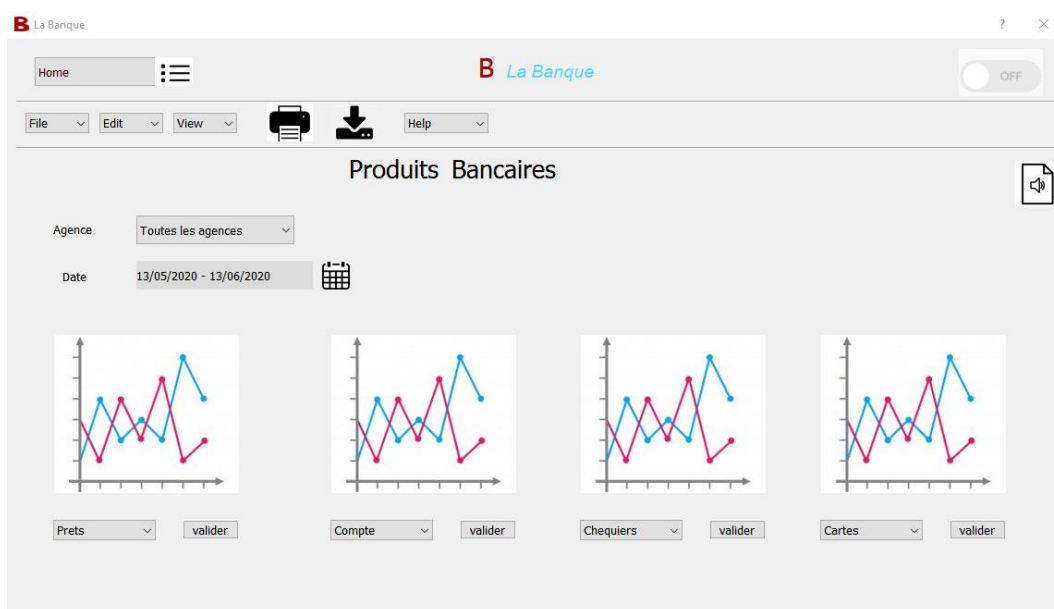 B La Banque
?
Home
B La Banque
OFF
File Edit View Help
Produits Bancaires
Agence Toutes les agences
Date 13/05/2020 - 13/06/2020
Prets valider Compte valider Chequiers valider Cartes valider